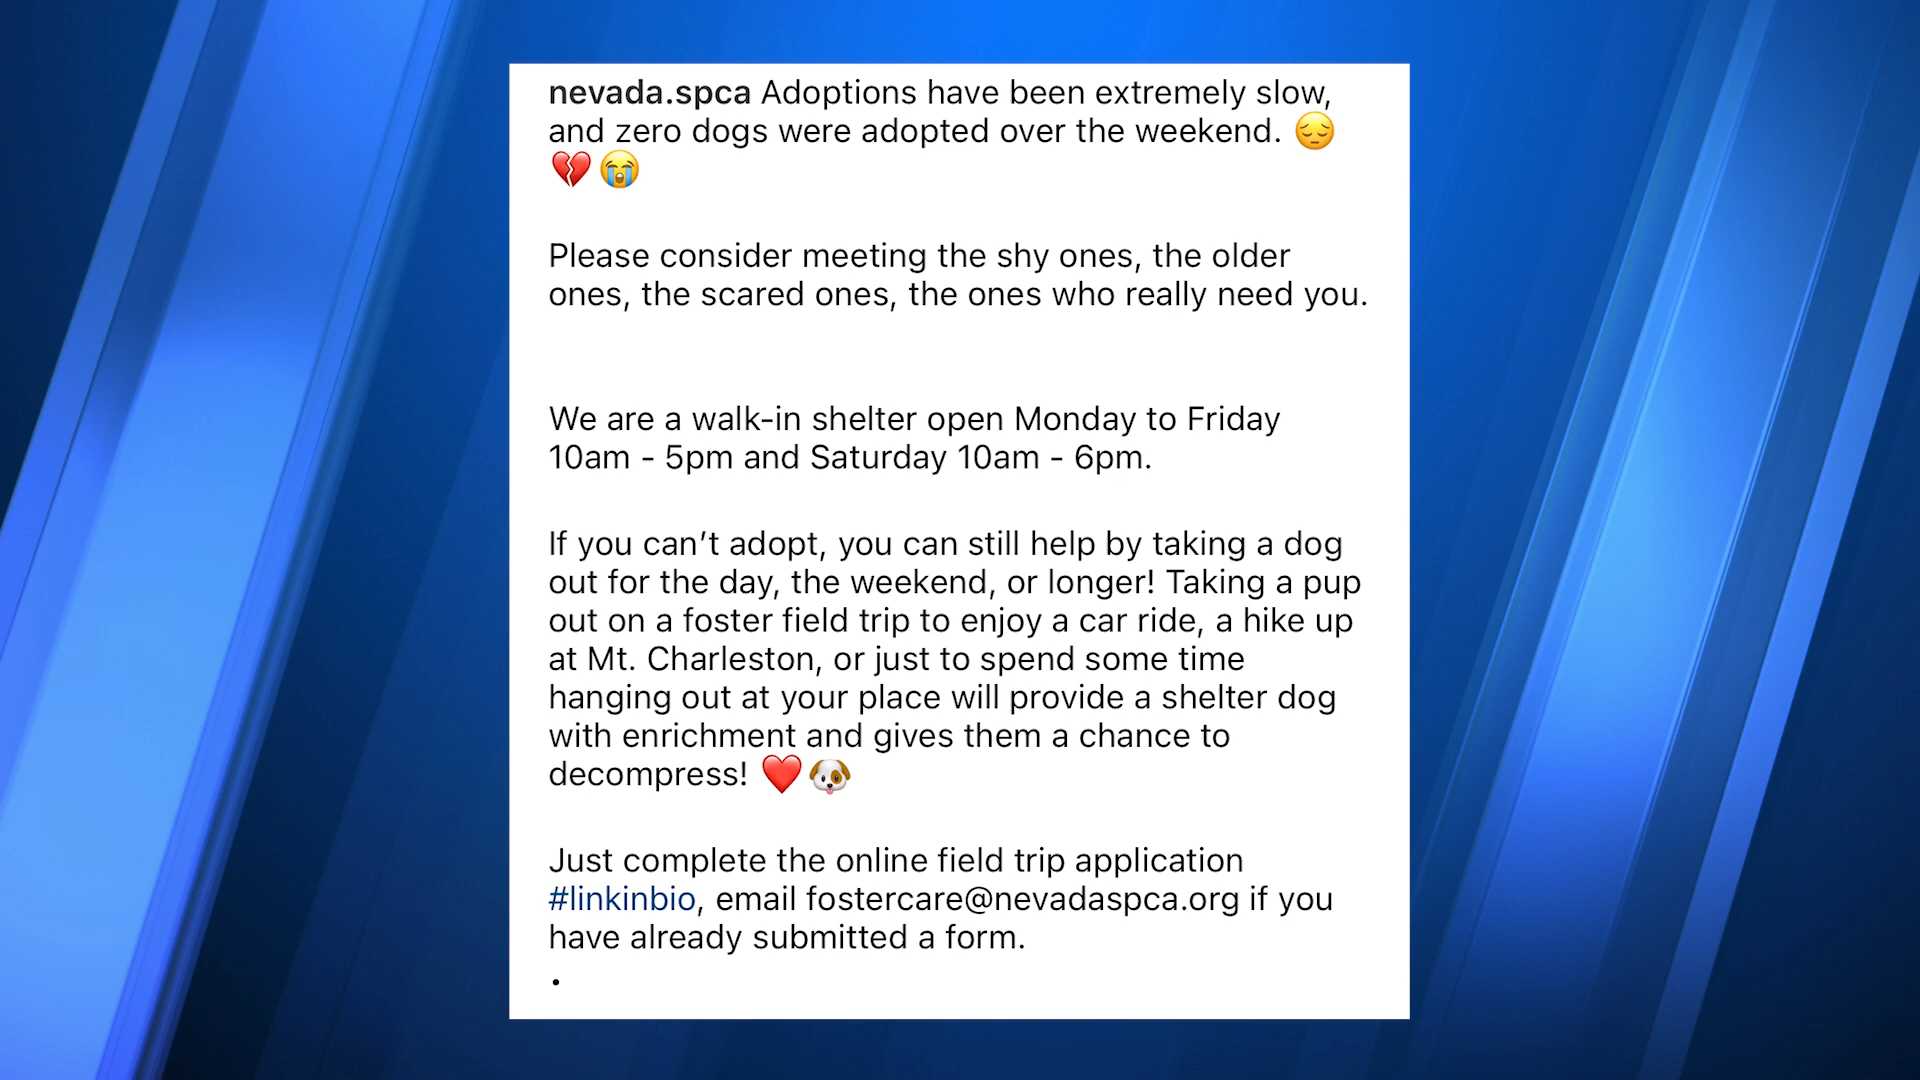 nevada.spca Adoptions have been extremely slow,
and zero dogs were adopted over the weekend. 😔
💔😭
Please consider meeting the shy ones, the older
ones, the scared ones, the ones who really need you.
We are a walk-in shelter open Monday to Friday
10am - 5pm and Saturday 10am - 6pm.
If you can’t adopt, you can still help by taking a dog
out for the day, the weekend, or longer! Taking a pup
out on a foster field trip to enjoy a car ride, a hike up
at Mt. Charleston, or just to spend some time
hanging out at your place will provide a shelter dog
with enrichment and gives them a chance to
decompress! ❤️🐶
Just complete the online field trip application
#linkinbio, email fostercare@nevadaspca.org if you
have already submitted a form.
.